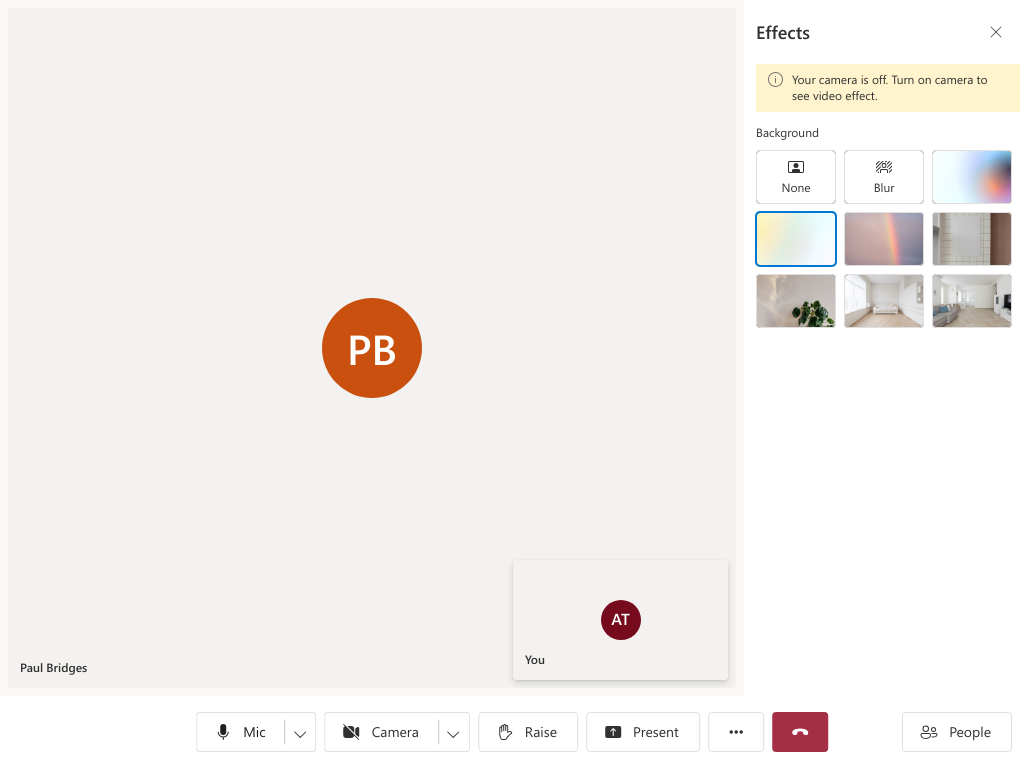 Effects
Your camera is off. Turn on camera to
see video effect.
Background
None
Blur
PB
AT
You
Paul Bridges
Mic
Camera
Raise
Present
People